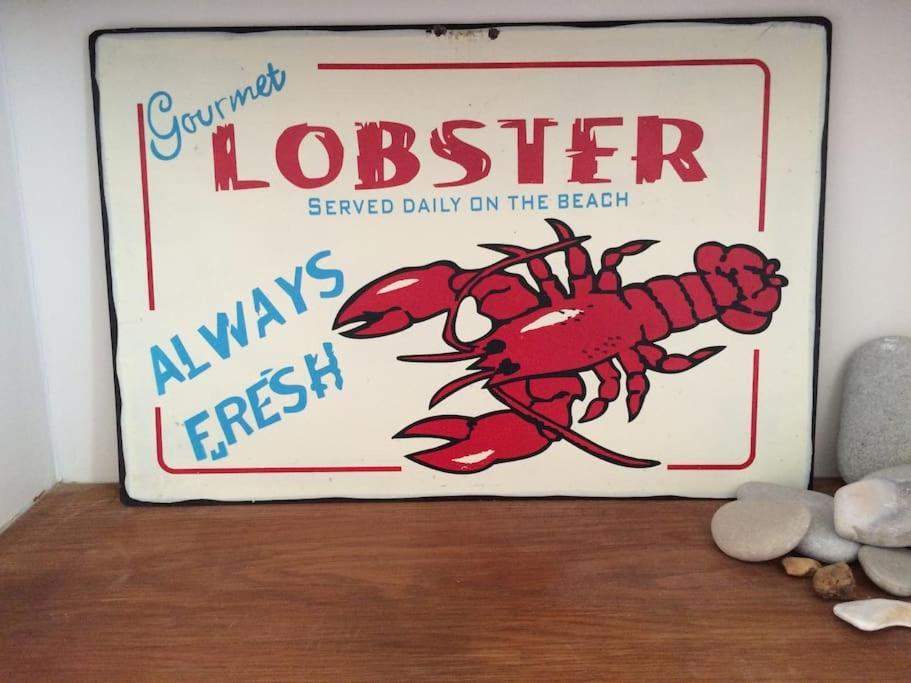 Gourmet
LOBSTER
SERVED DAILY ON THE BEACH
ALWAYS
FRESH